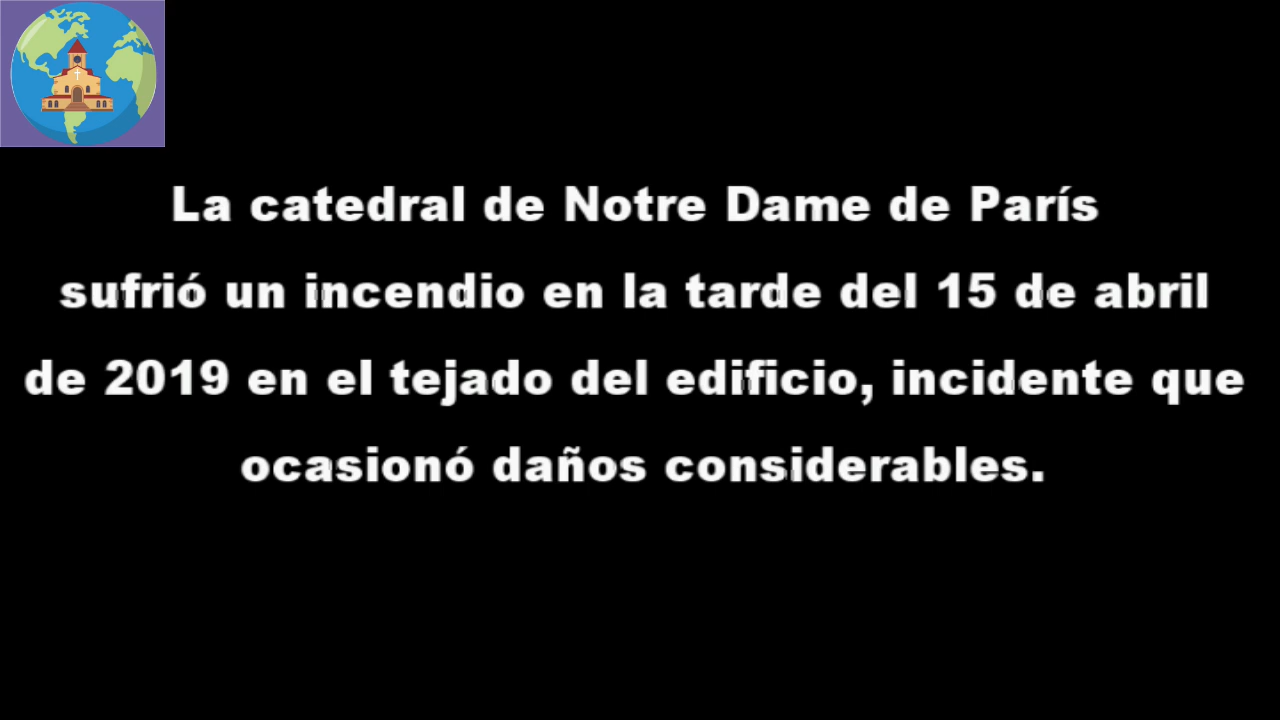 La catedral de Notre Dame de París
sufrió un incendio en la tarde del 15 de abril
de 2019 en el tejado del edificio, incidente que
ocasionó daños considerables.